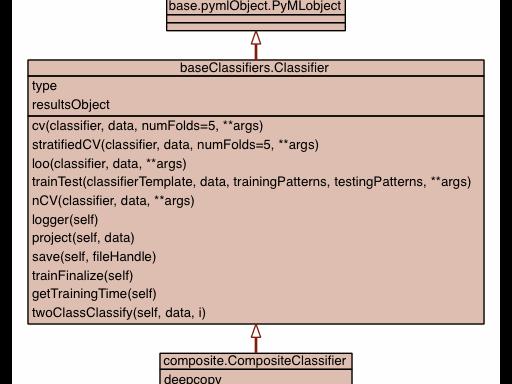 base.pymlObject.PyMLobject
baseClassifiers.Classifier
type
resultsObject
cv(classifier, data, numFolds=5, **args)
stratifiedCV(classifier, data, numFolds=5, **args)
loo(classifier, data, **args)
trainTest(classifierTemplate, data, trainingPatterns, testingPatterns, **args)
nCV(classifier, data, **args)
logger(self)
project(self, data)
save(self, fileHandle)
trainFinalize(self)
getTrainingTime(self)
twoClassClassify(self, data, i)
composite.CompositeClassifier
deepcopy